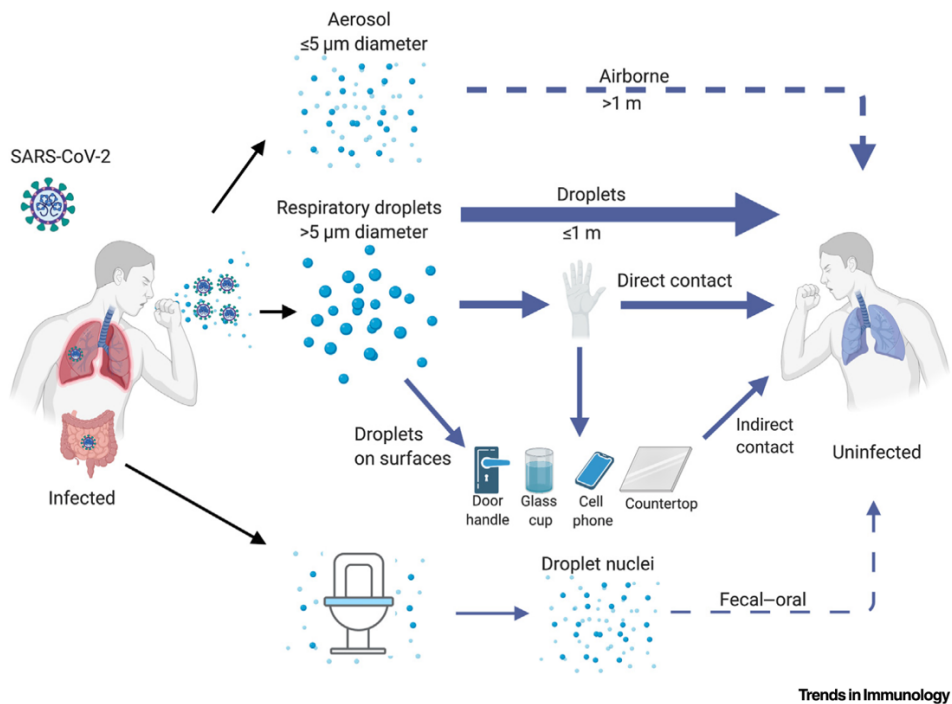 Aerosol
≤5 µm diameter
Airborne
>1 m
SARS-CoV-2
Respiratory droplets
>5 µm diameter
Droplets
≤1 m
Direct contact
Droplets
on surfaces
Indirect
contact
Uninfected
Infected
Door
handle
Glass
cup
Cell
phone
Countertop
Droplet nuclei
Fecal–oral
Trends in Immunology